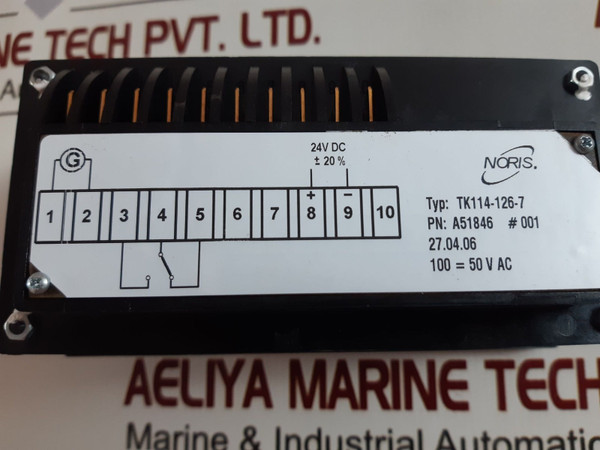 NE TECH PVT. LTD.
G
24V DC
± 20 %
+ −
1 2 3 4 5 6 7 8 9 10
NORIS.
Typ: TK114-126-7
PN: A51846 # 001
27.04.06
100 = 50 V AC
AELIYA MARINE TECH
Marine & Industrial Automat